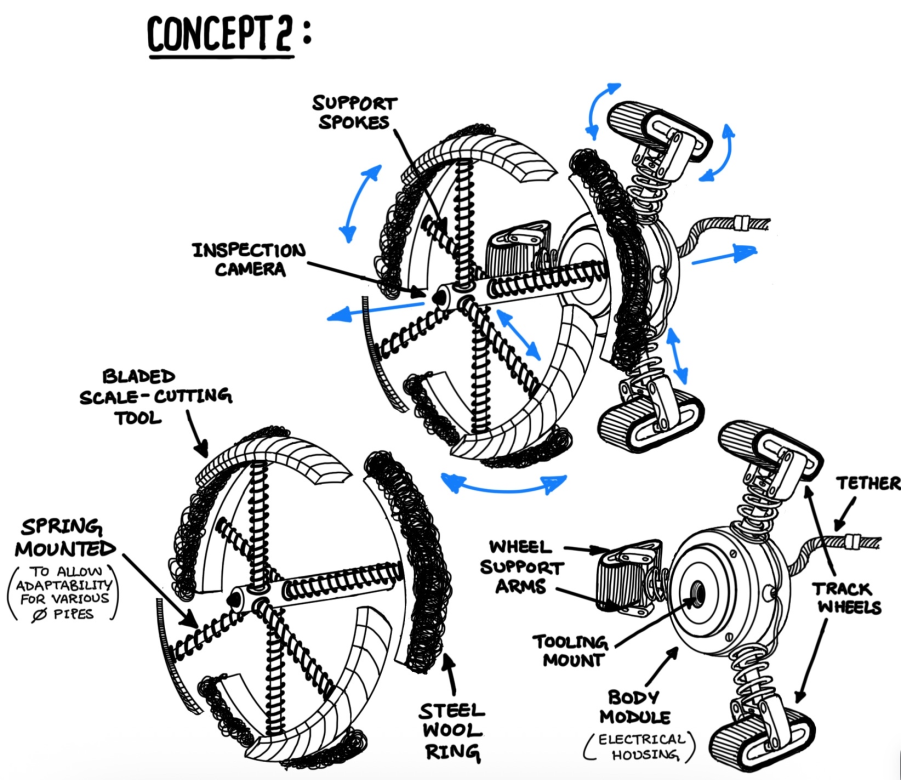 CONCEPT 2:
SUPPORT
SPOKES
INSPECTION
CAMERA
BLADED
SCALE-CUTTING
TOOL
SPRING
MOUNTED
(TO ALLOW
ADAPTABILITY
FOR VARIOUS
Ø PIPES)
STEEL
WOOL
RING
WHEEL
SUPPORT
ARMS
TOOLING
MOUNT
BODY
MODULE
(ELECTRICAL
HOUSING)
TETHER
TRACK
WHEELS